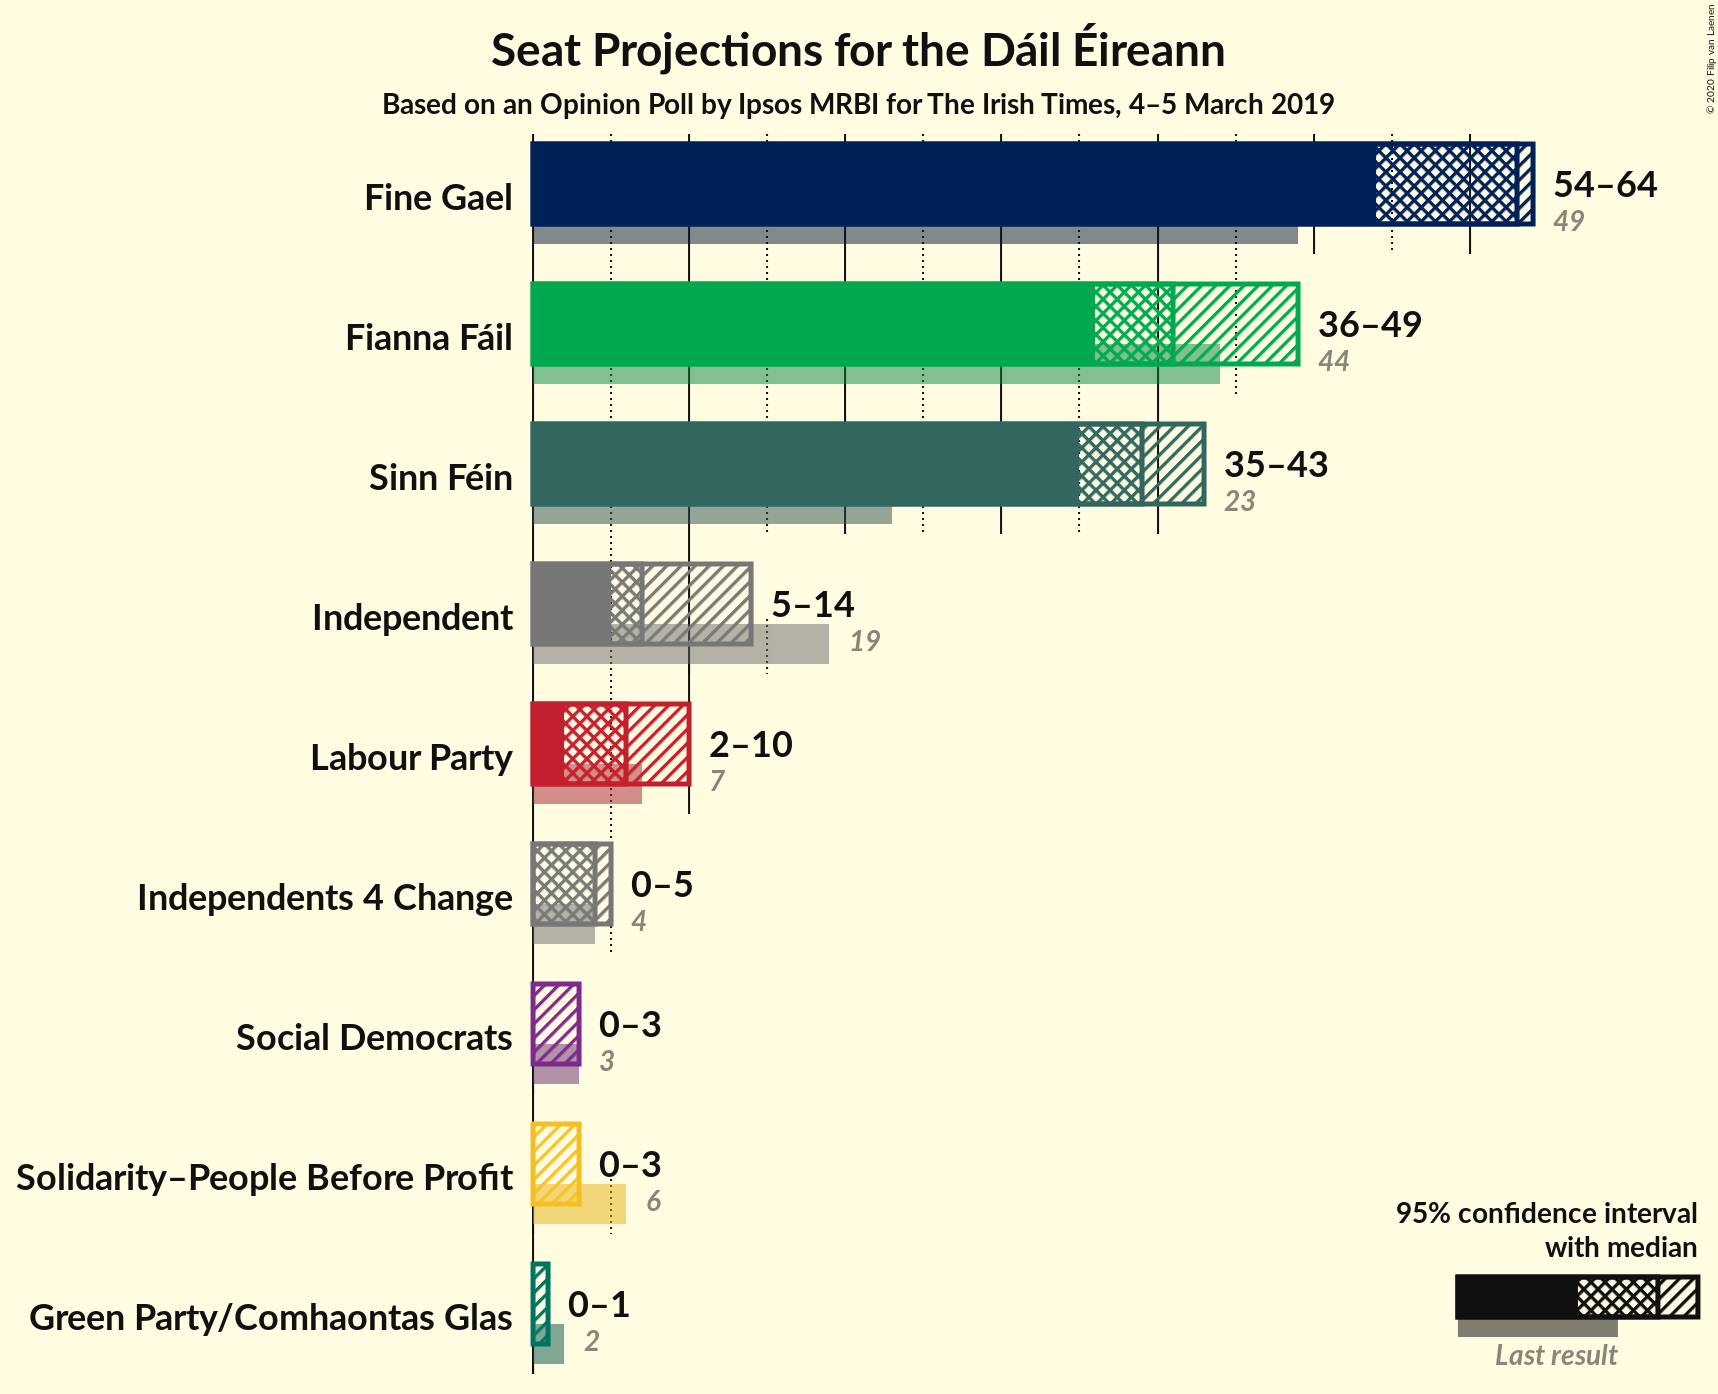 Seat Projections for the Dáil Éireann
Based on an Opinion Poll by Ipsos MRBI for The Irish Times, 4–5 March 2019
© 2020 Filip van Laenen
Fine Gael
54–64
49
Fianna Fáil
36–49
44
Sinn Féin
35–43
23
Independent
5–14
19
Labour Party
2–10
7
Independents 4 Change
0–5
4
Social Democrats
0–3
3
Solidarity–People Before Profit
0–3
6
Green Party/Comhaontas Glas
0–1
2
95% confidence interval
with median
Last result